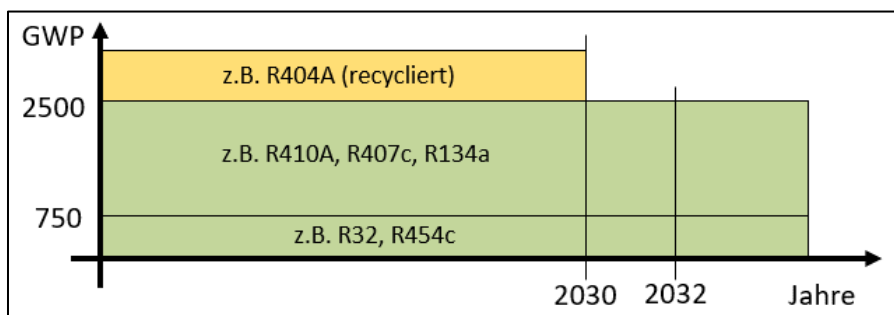 GWP
z.B. R404A (recycliert)
2500
z.B. R410A, R407c, R134a
750
z.B. R32, R454c
2030
2032
Jahre